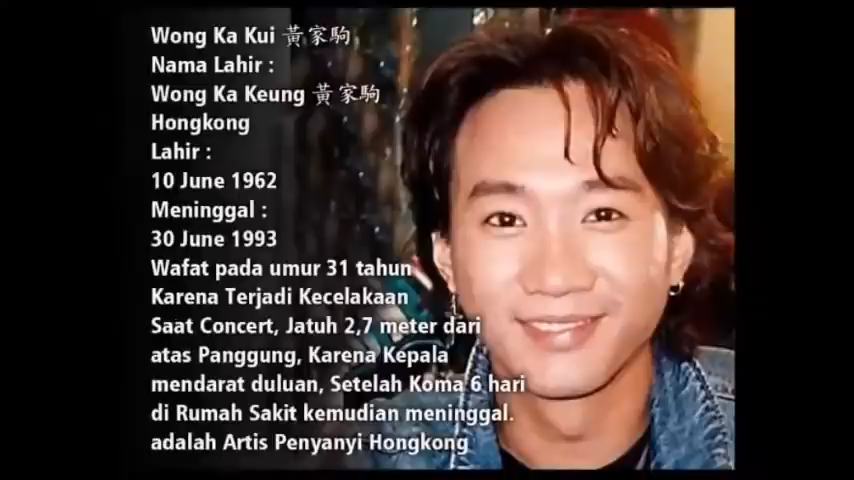 Wong Ka Kui 黃家駒
Nama Lahir :
Wong Ka Keung 黃家駒
Hongkong
Lahir :
10 June 1962
Meninggal :
30 June 1993
Wafat pada umur 31 tahun
Karena Terjadi Kecelakaan
Saat Concert, Jatuh 2,7 meter dari
atas Panggung, Karena Kepala
mendarat duluan, Setelah Koma 6 hari
di Rumah Sakit kemudian meninggal.
adalah Artis Penyanyi Hongkong